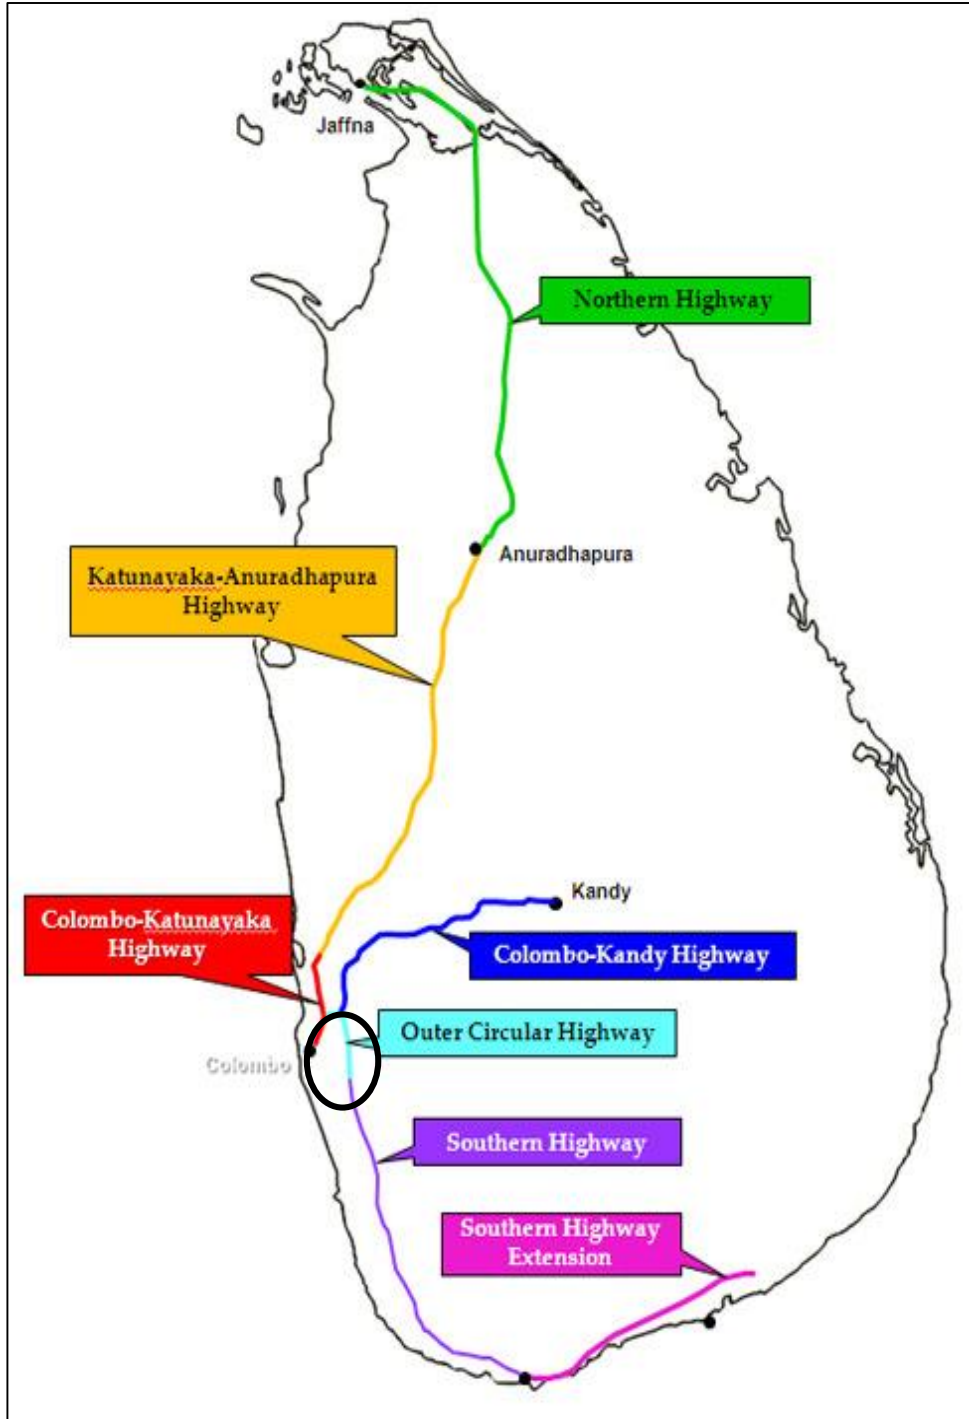 Jaffna
Northern Highway
Anuradhapura
Katunayaka-Anuradhapura
Highway
Kandy
Colombo-Katunayaka
Highway
Colombo-Kandy Highway
Outer Circular Highway
Colombo
Southern Highway
Southern Highway
Extension